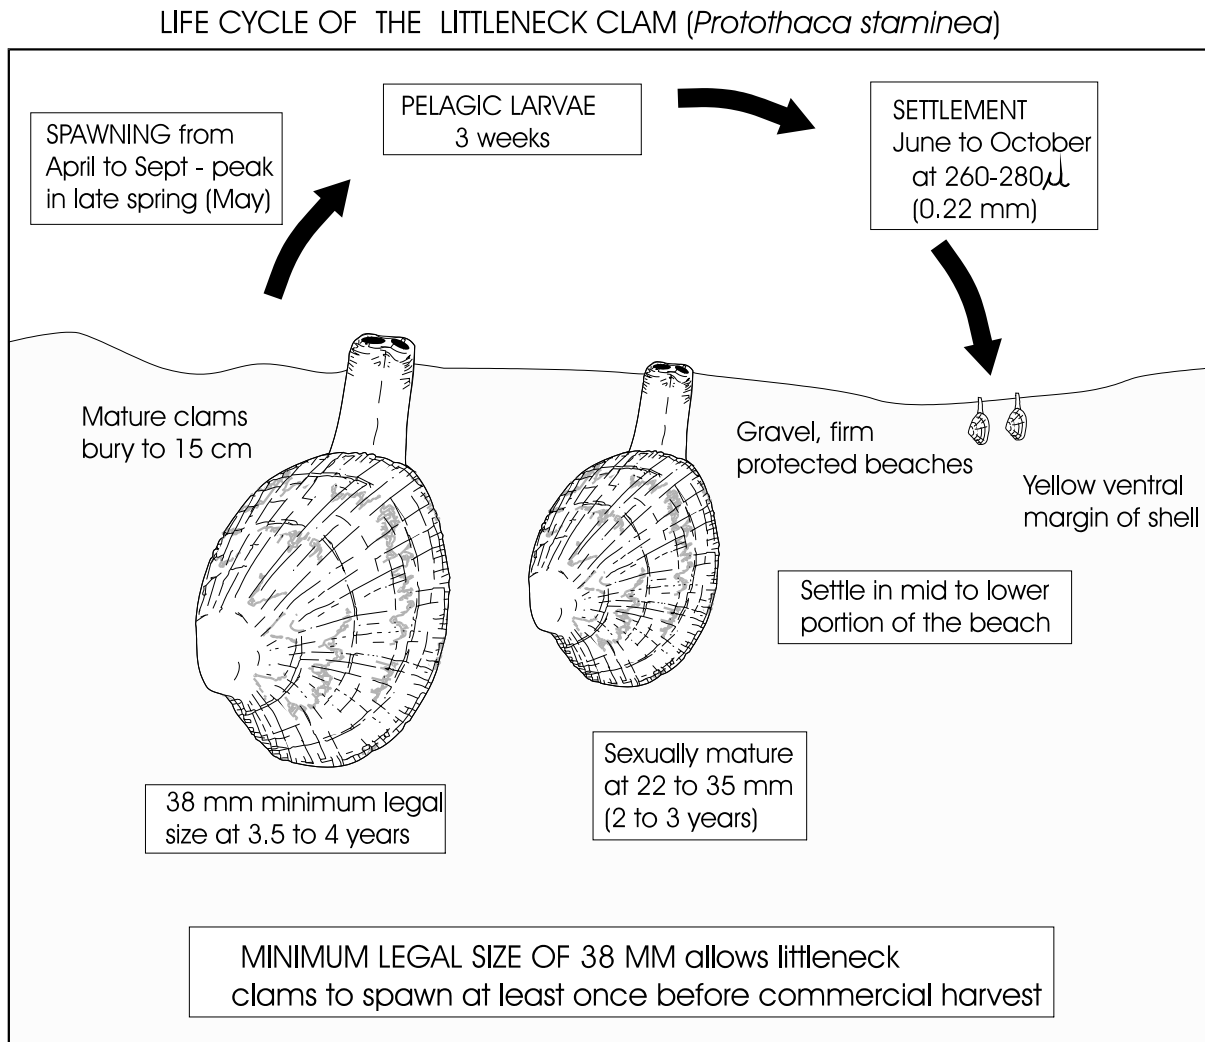 LIFE CYCLE OF THE LITTLENECK CLAM (Protothaca staminea)
SPAWNING from
April to Sept - peak
in late spring (May)
PELAGIC LARVAE
3 weeks
SETTLEMENT
June to October
at 260-280µ
(0.22 mm)
Mature clams
bury to 15 cm
Gravel, firm
protected beaches
Yellow ventral
margin of shell
Settle in mid to lower
portion of the beach
Sexually mature
at 22 to 35 mm
(2 to 3 years)
38 mm minimum legal
size at 3.5 to 4 years
MINIMUM LEGAL SIZE OF 38 MM allows littleneck
clams to spawn at least once before commercial harvest